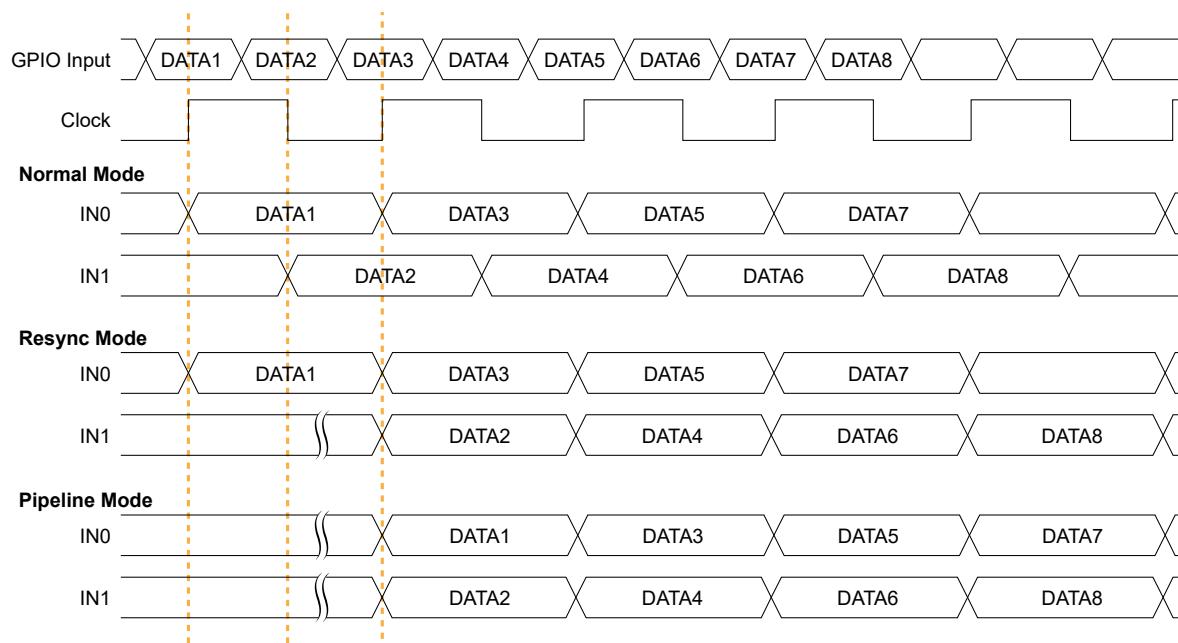 GPIO Input DATA1 DATA2 DATA3 DATA4 DATA5 DATA6 DATA7 DATA8
Clock
Normal Mode
IN0 DATA1 DATA3 DATA5 DATA7
IN1 DATA2 DATA4 DATA6 DATA8
Resync Mode
IN0 DATA1 DATA3 DATA5 DATA7
IN1 DATA2 DATA4 DATA6 DATA8
Pipeline Mode
IN0 DATA1 DATA3 DATA5 DATA7
IN1 DATA2 DATA4 DATA6 DATA8